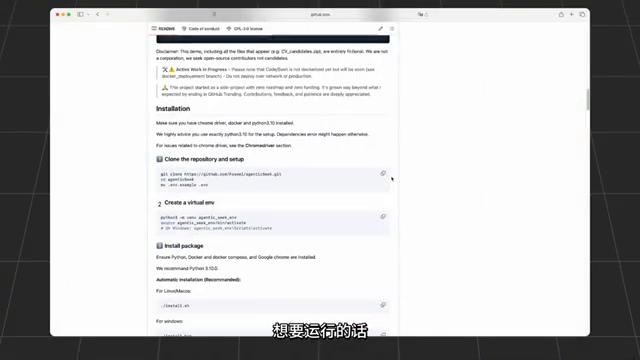 github.com
README
Code of conduct
GPL-3.0 license
Disclaimer: This demo, including all the files that appear (e.g: CV_candidates.zip), are entirely fictional. We are not
a corporation, we seek open-source contributors not candidates.
🛠️⚠️ Active Work in Progress – Please note that Code/Bash is not dockerized yet but will be soon (see
docker_deployement branch) - Do not deploy over network or production.
🙏 This project started as a side-project with zero roadmap and zero funding. It's grown way beyond what I
expected by ending in GitHub Trending. Contributions, feedback, and patience are deeply appreciated.
Installation
Make sure you have chrome driver, docker and python3.10 installed.
We highly advice you use exactly python3.10 for the setup. Dependencies error might happen otherwise.
For issues related to chrome driver, see the Chromedriver section.
1 Clone the repository and setup
git clone https://github.com/Fosowl/agenticSeek.git
cd agenticSeek
mv .env.example .env
2 Create a virtual env
python3 -m venv agentic_seek_env
source agentic_seek_env/bin/activate
# On Windows: agentic_seek_env\Scripts\activate
3 Install package
Ensure Python, Docker and docker compose, and Google chrome are installed.
We recommend Python 3.10.0.
Automatic Installation (Recommended):
For Linux/Macos:
./install.sh
For windows:
想要运行的话